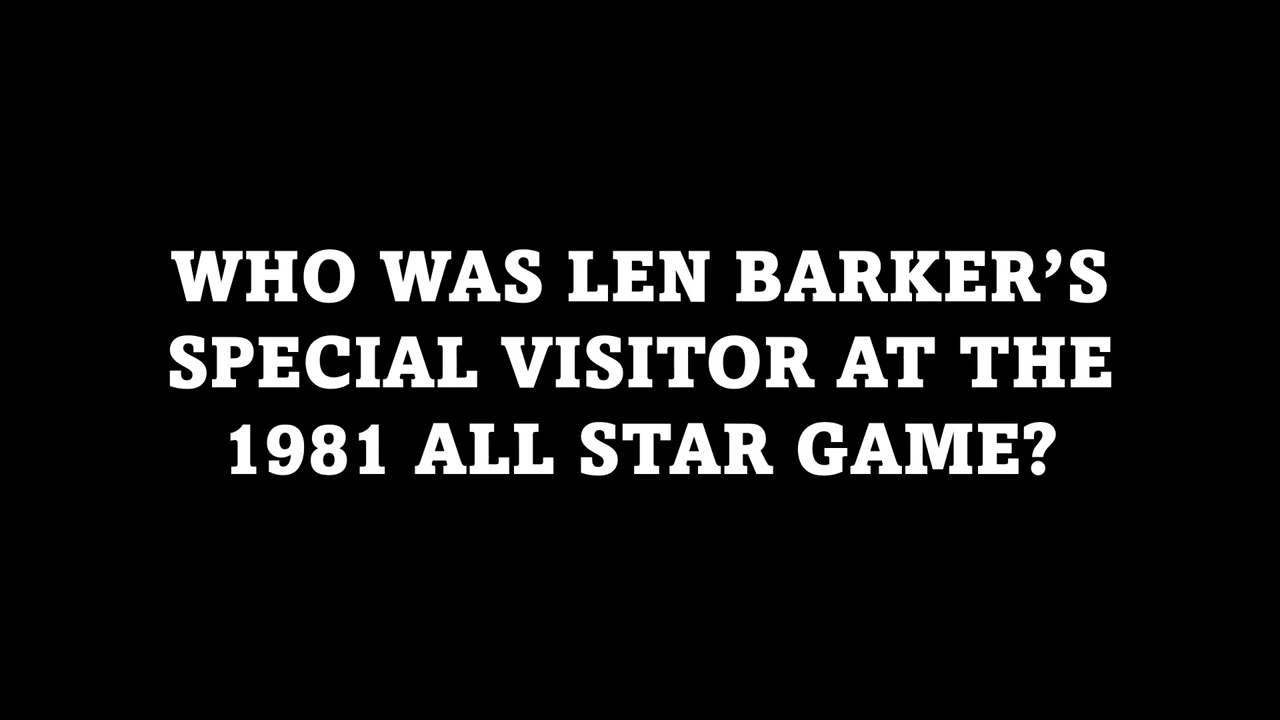 WHO WAS LEN BARKER’S
SPECIAL VISITOR AT THE
1981 ALL STAR GAME?